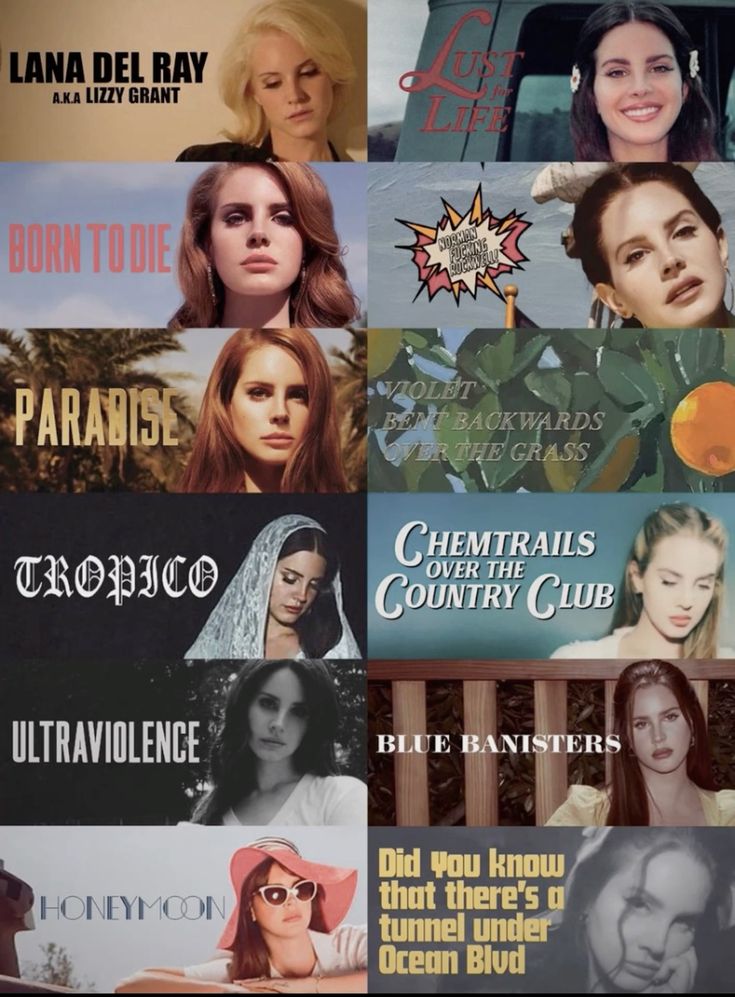 LANA DEL RAY
A.K.A LIZZY GRANT
BORN TO DIE
PARADISE
TROPICO
ULTRAVIOLENCE
HONEYMOON
LUST
for
LIFE
NORMAN
FUCKING
ROCKWELL!
VIOLET
BENT BACKWARDS
OVER THE GRASS
CHEMTRAILS
OVER THE
COUNTRY CLUB
BLUE BANISTERS
Did you know
that there's a
tunnel under
Ocean Blvd